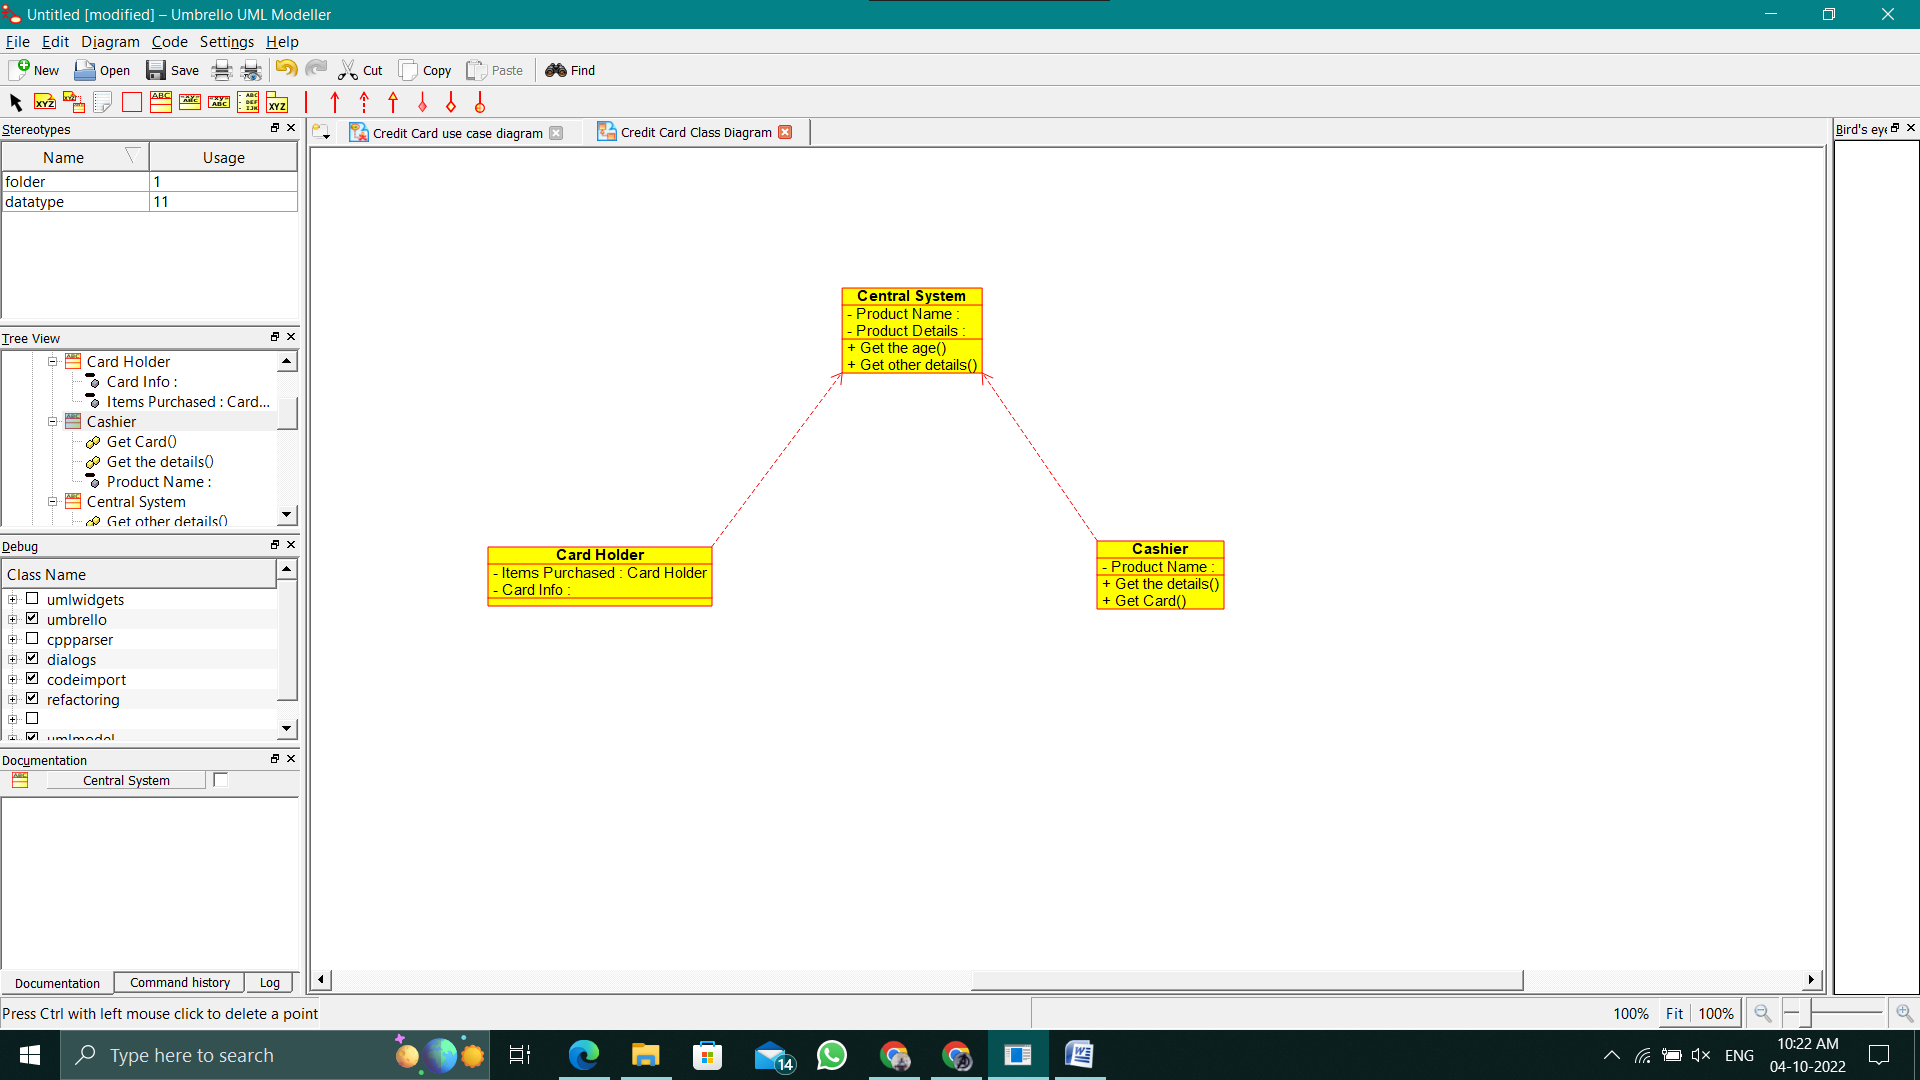 Untitled [modified] – Umbrello UML Modeller
File Edit Diagram Code Settings Help
New Open Save Cut Copy Paste Find
Stereotypes
Name Usage
folder 1
datatype 11
Tree View
Card Holder
Card Info :
Items Purchased : Card...
Cashier
Get Card()
Get the details()
Product Name :
Central System
Get other details()
Debug
Class Name
umlwidgets
umbrello
cppparser
dialogs
codeimport
refactoring
umlmodel
Documentation
Central System
Documentation Command history Log
Credit Card use case diagram Credit Card Class Diagram
Central System
- Product Name :
- Product Details :
+ Get the age()
+ Get other details()
Card Holder
- Items Purchased : Card Holder
- Card Info :
Cashier
- Product Name :
+ Get the details()
+ Get Card()
Bird's eye
Press Ctrl with left mouse click to delete a point
100% Fit 100%
Type here to search
14
ENG
10:22 AM
04-10-2022